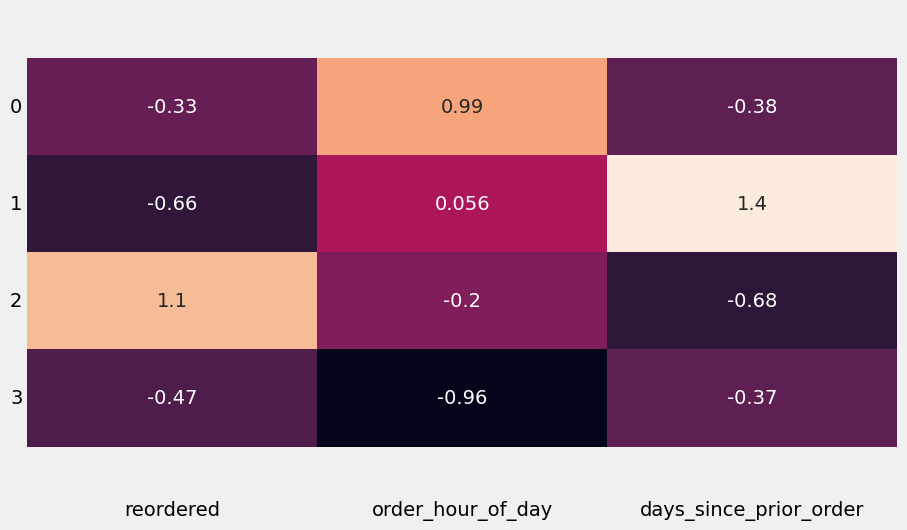 0 -0.33 0.99 -0.38
1 -0.66 0.056 1.4
2 1.1 -0.2 -0.68
3 -0.47 -0.96 -0.37
reordered order_hour_of_day days_since_prior_order